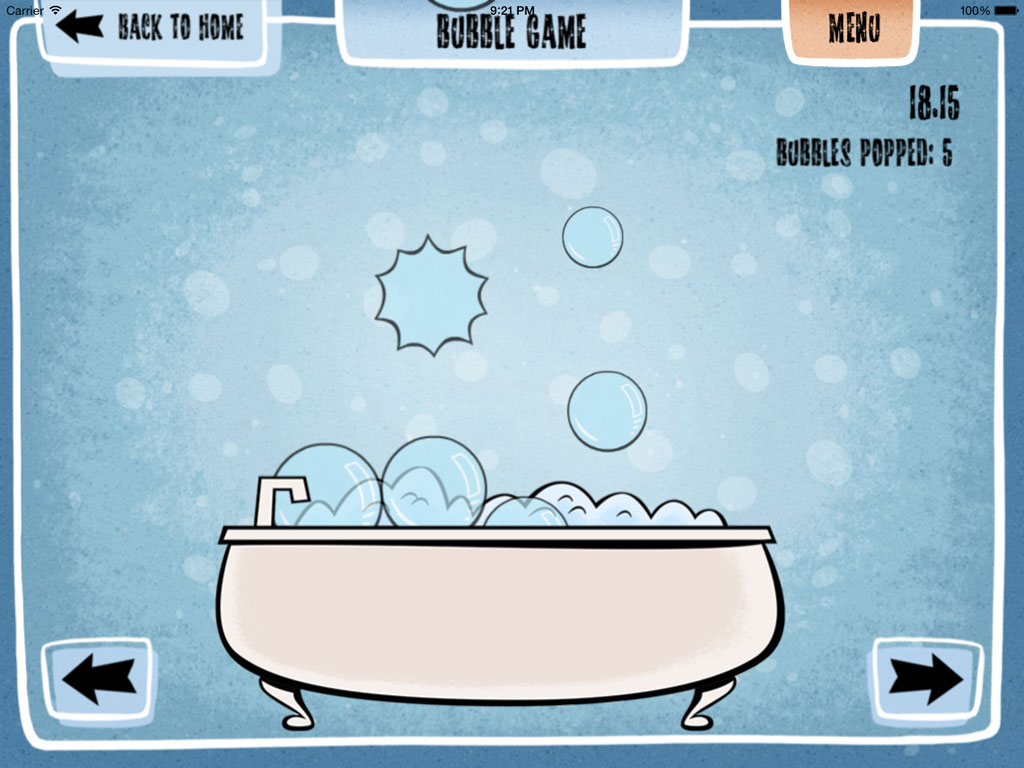 Carrier 9:21 PM 100%
BACK TO HOME
BUBBLE GAME
MENU
18.15
BUBBLES POPPED: 5